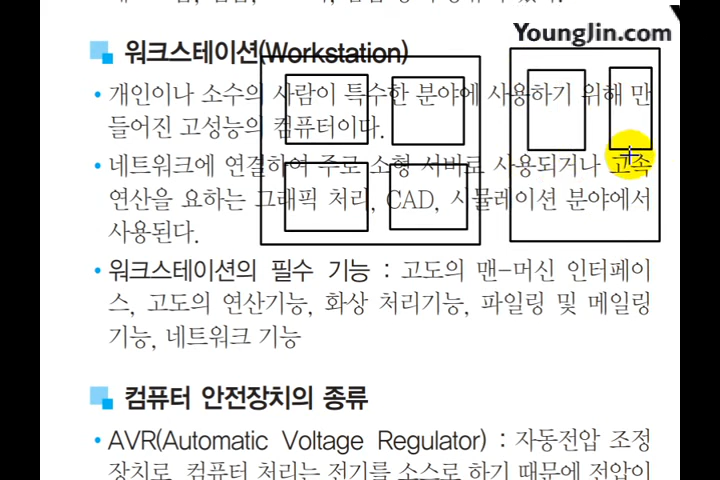 YoungJin.com
워크스테이션(Workstation)
• 개인이나 소수의 사람이 특수한 분야에 사용하기 위해 만
들어진 고성능의 컴퓨터이다.
• 네트워크에 연결하여 주로 소형 서버로 사용되거나 고속
연산을 요하는 그래픽 처리, CAD, 시뮬레이션 분야에서
사용된다.
• 워크스테이션의 필수 기능 : 고도의 맨-머신 인터페이
스, 고도의 연산기능, 화상 처리기능, 파일링 및 메일링
기능, 네트워크 기능
컴퓨터 안전장치의 종류
• AVR(Automatic Voltage Regulator) : 자동전압 조정
장치로, 컴퓨터 처리는 전기를 소스로 하기 때문에 전압이